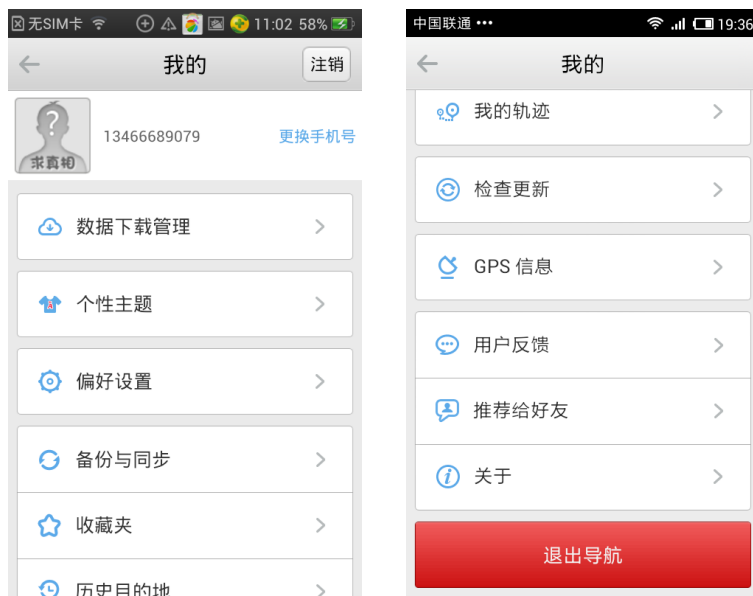 无SIM卡 11:02 58%
我的
注销
求真相
13466689079
更换手机号
数据下载管理
个性主题
偏好设置
备份与同步
收藏夹
历史目的地
中国联通 ••• 19:36
我的
我的轨迹
检查更新
GPS 信息
用户反馈
推荐给好友
关于
退出导航